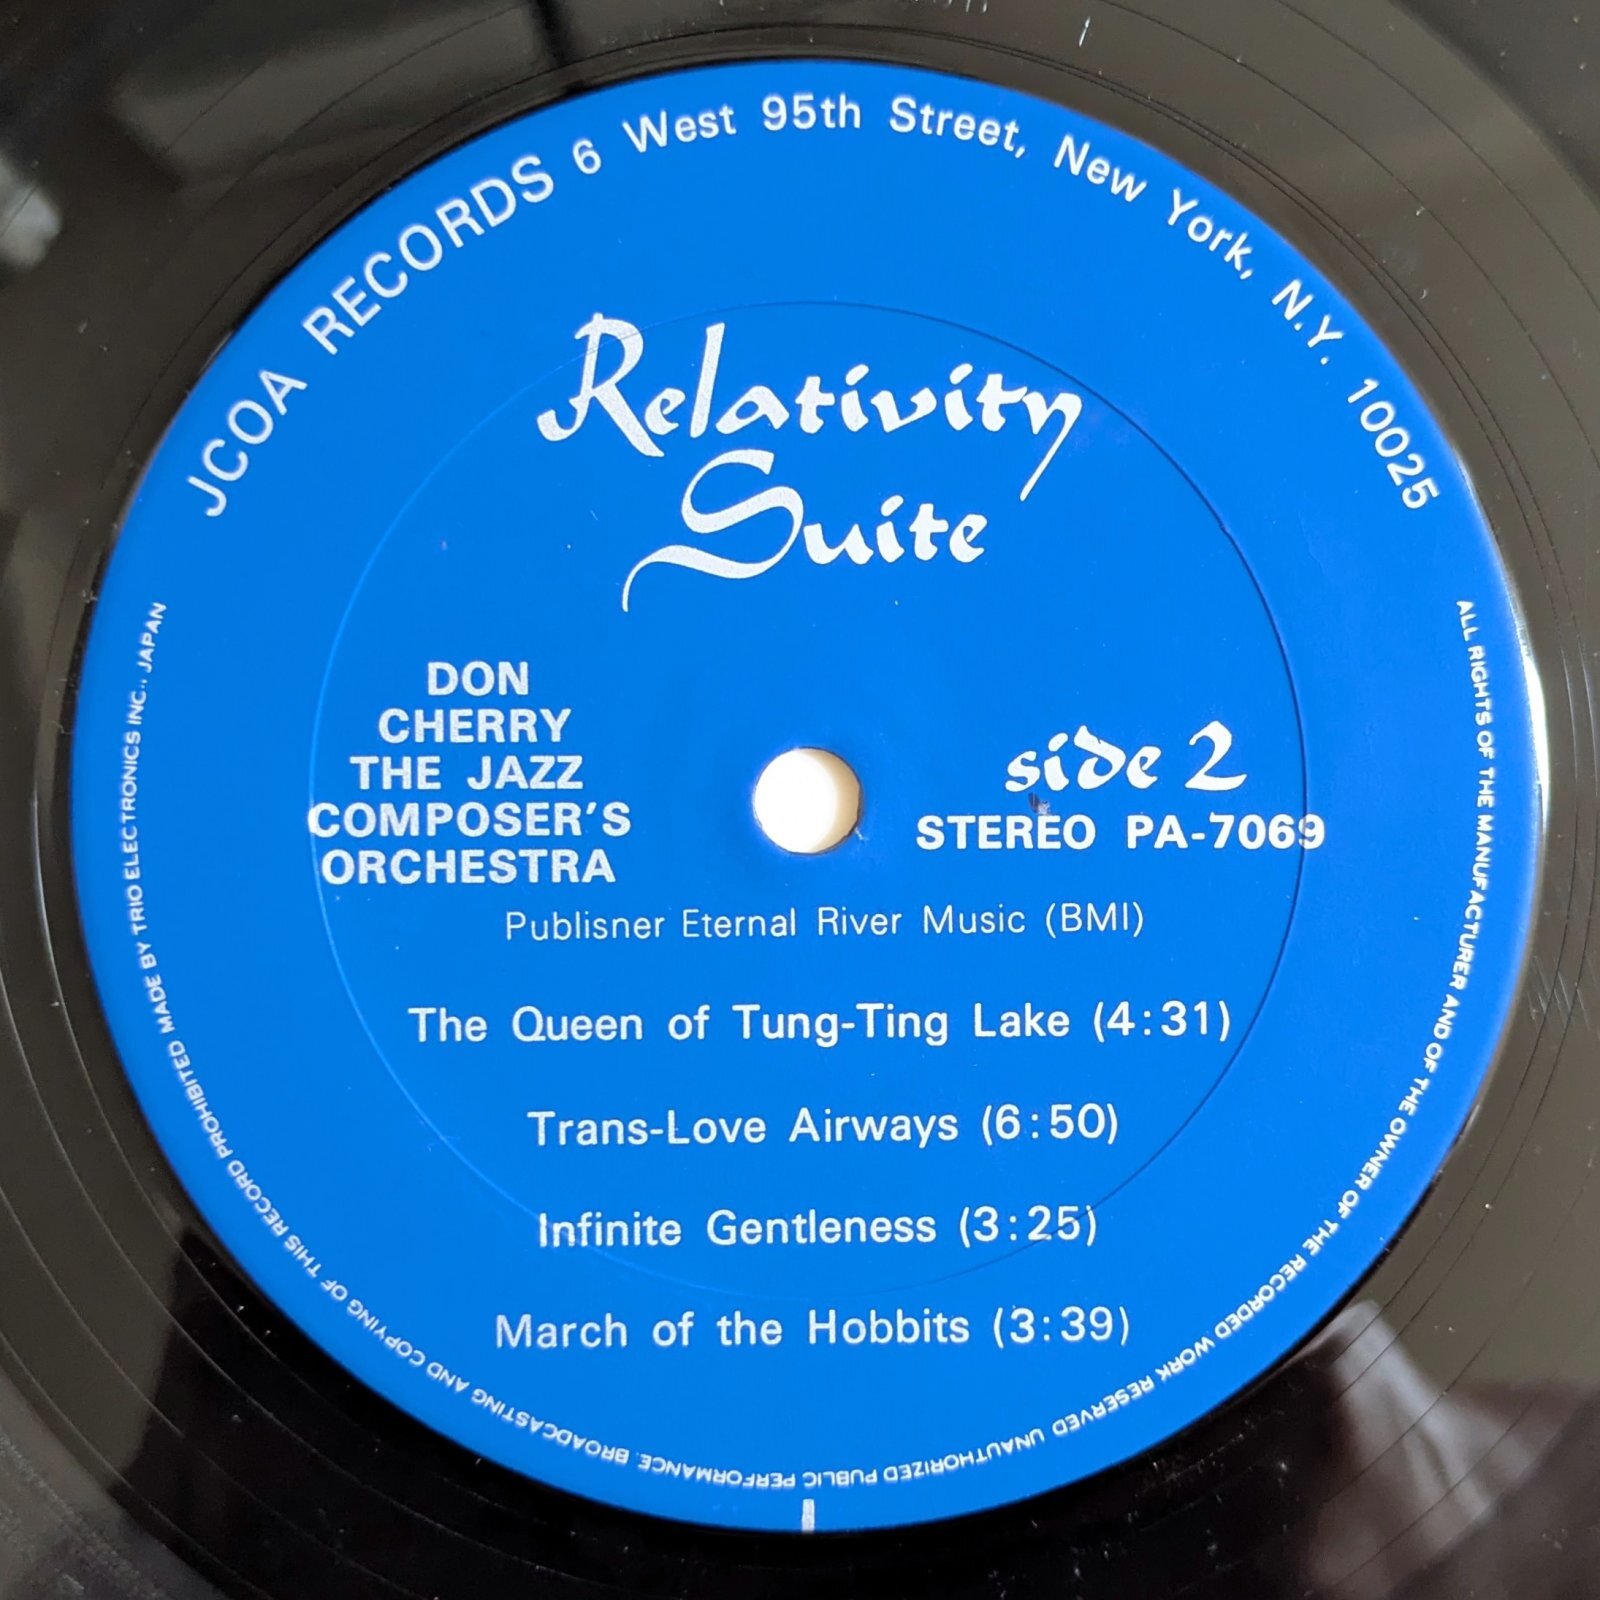 JCOA RECORDS 6 West 95th Street, New York, N.Y. 10025
Relativity
Suite
DON
CHERRY
THE JAZZ
COMPOSER'S
ORCHESTRA
side 2
STEREO PA-7069
Publisner Eternal River Music (BMI)
The Queen of Tung-Ting Lake (4:31)
Trans-Love Airways (6:50)
Infinite Gentleness (3:25)
March of the Hobbits (3:39)
ALL RIGHTS OF THE MANUFACTURER AND OF THE OWNER OF THE RECORDED WORK RESERVED UNAUTHORIZED PUBLIC PERFORMANCE. BROADCASTING AND COPYING OF THIS RECORD PROHIBITED MADE BY TRIO ELECTRONICS INC., JAPAN